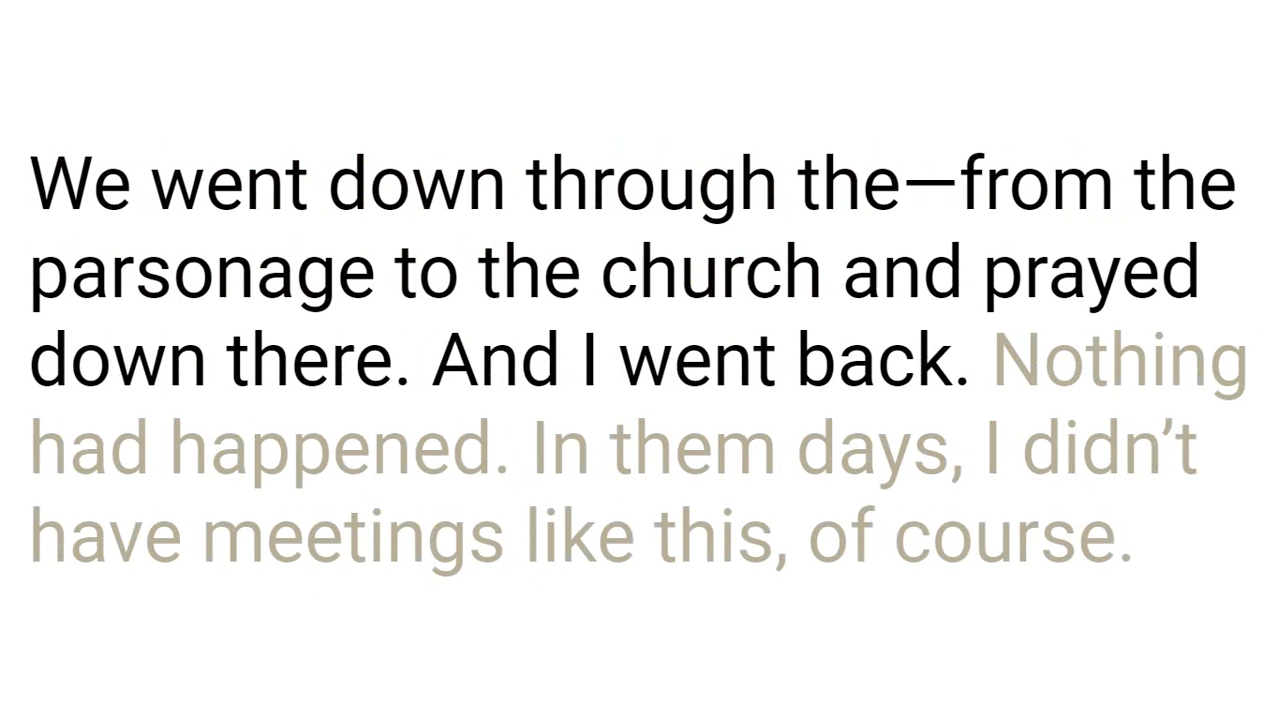 We went down through the—from the
parsonage to the church and prayed
down there. And I went back. Nothing
had happened. In them days, I didn’t
have meetings like this, of course.